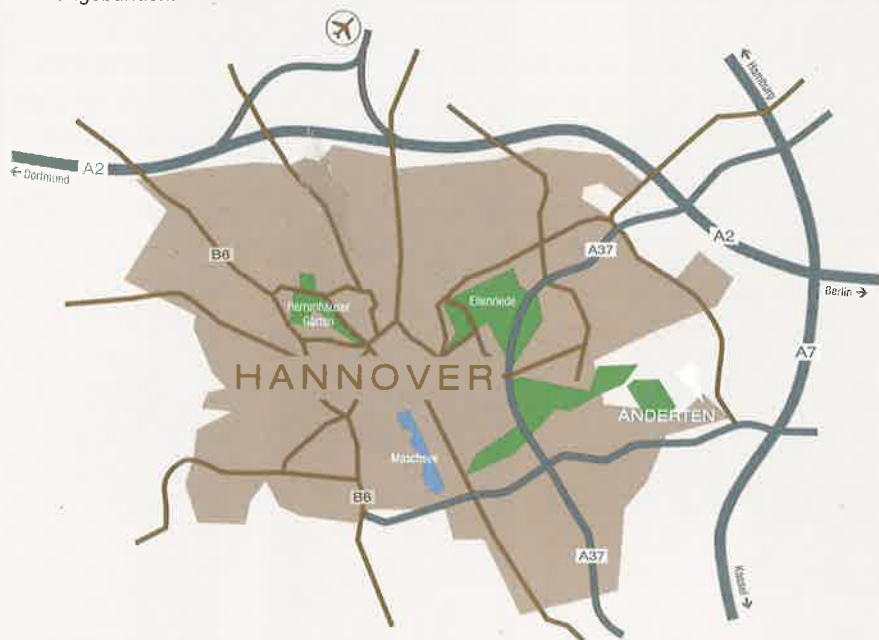 ← Dortmund
A2
← Hamburg
B6
A37
A2
Berlin →
Herrenhäuser
Gärten
Eilenriede
A7
HANNOVER
ANDERTEN
Maschsee
B6
A37
Kassel →